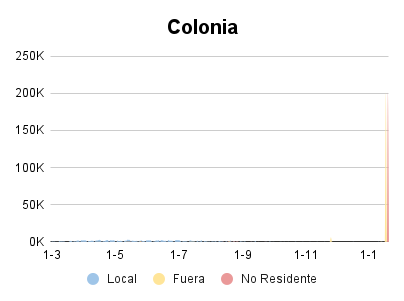 Colonia
250K
200K
150K
100K
50K
0K
1-3 1-5 1-7 1-9 1-11 1-1
Local Fuera No Residente